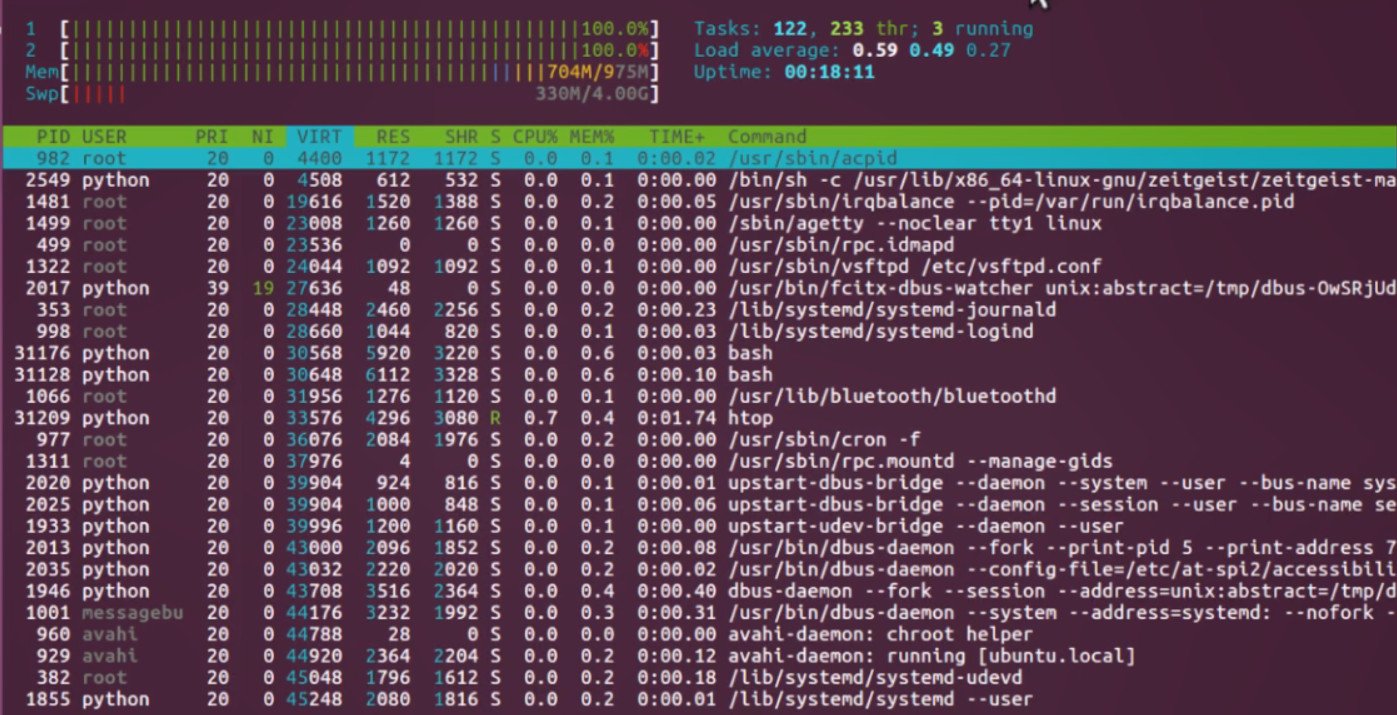 1 [||||||||||||||||||||||||||||||||||||||||||||||100.0%] Tasks: 122, 233 thr; 3 running
2 [||||||||||||||||||||||||||||||||||||||||||||||100.0%] Load average: 0.59 0.49 0.27
Mem[|||||||||||||||||||||||||||||||||||||||||||704M/975M] Uptime: 00:18:11
Swp[||||| 330M/4.00G]
PID USER PRI NI VIRT RES SHR S CPU% MEM% TIME+ Command
982 root 20 0 4400 1172 1172 S 0.0 0.1 0:00.02 /usr/sbin/acpid
2549 python 20 0 4508 612 532 S 0.0 0.1 0:00.00 /bin/sh -c /usr/lib/x86_64-linux-gnu/zeitgeist/zeitgeist-ma
1481 root 20 0 19616 1520 1388 S 0.0 0.2 0:00.05 /usr/sbin/irqbalance --pid=/var/run/irqbalance.pid
1499 root 20 0 23008 1260 1260 S 0.0 0.1 0:00.00 /sbin/agetty --noclear tty1 linux
499 root 20 0 23536 0 0 S 0.0 0.0 0:00.00 /usr/sbin/rpc.idmapd
1322 root 20 0 24044 1092 1092 S 0.0 0.1 0:00.00 /usr/sbin/vsftpd /etc/vsftpd.conf
2017 python 39 19 27636 48 0 S 0.0 0.0 0:00.00 /usr/bin/fcitx-dbus-watcher unix:abstract=/tmp/dbus-OwSRjUd
353 root 20 0 28448 2460 2256 S 0.0 0.2 0:00.23 /lib/systemd/systemd-journald
998 root 20 0 28660 1044 820 S 0.0 0.1 0:00.03 /lib/systemd/systemd-logind
31176 python 20 0 30568 5920 3220 S 0.0 0.6 0:00.03 bash
31128 python 20 0 30648 6112 3328 S 0.0 0.6 0:00.10 bash
1066 root 20 0 31956 1276 1120 S 0.0 0.1 0:00.00 /usr/lib/bluetooth/bluetoothd
31209 python 20 0 33576 4296 3080 R 0.7 0.4 0:01.74 htop
977 root 20 0 36076 2084 1976 S 0.0 0.2 0:00.00 /usr/sbin/cron -f
1311 root 20 0 37976 4 0 S 0.0 0.0 0:00.00 /usr/sbin/rpc.mountd --manage-gids
2020 python 20 0 39904 924 816 S 0.0 0.1 0:00.01 upstart-dbus-bridge --daemon --system --user --bus-name sys
2025 python 20 0 39904 1000 848 S 0.0 0.1 0:00.06 upstart-dbus-bridge --daemon --session --user --bus-name se
1933 python 20 0 39996 1200 1160 S 0.0 0.1 0:00.00 upstart-udev-bridge --daemon --user
2013 python 20 0 43000 2096 1852 S 0.0 0.2 0:00.08 /usr/bin/dbus-daemon --fork --print-pid 5 --print-address 7
2035 python 20 0 43032 2220 2020 S 0.0 0.2 0:00.02 /usr/bin/dbus-daemon --config-file=/etc/at-spi2/accessibili
1946 python 20 0 43708 3516 2364 S 0.0 0.4 0:00.40 dbus-daemon --fork --session --address=unix:abstract=/tmp/d
1001 messagebu 20 0 44176 3232 1992 S 0.0 0.3 0:00.31 /usr/bin/dbus-daemon --system --address=systemd: --nofork
960 avahi 20 0 44788 28 0 S 0.0 0.0 0:00.00 avahi-daemon: chroot helper
929 avahi 20 0 44920 2364 2204 S 0.0 0.2 0:00.12 avahi-daemon: running [ubuntu.local]
382 root 20 0 45048 1796 1612 S 0.0 0.2 0:00.18 /lib/systemd/systemd-udevd
1855 python 20 0 45248 2080 1816 S 0.0 0.2 0:00.01 /lib/systemd/systemd --user